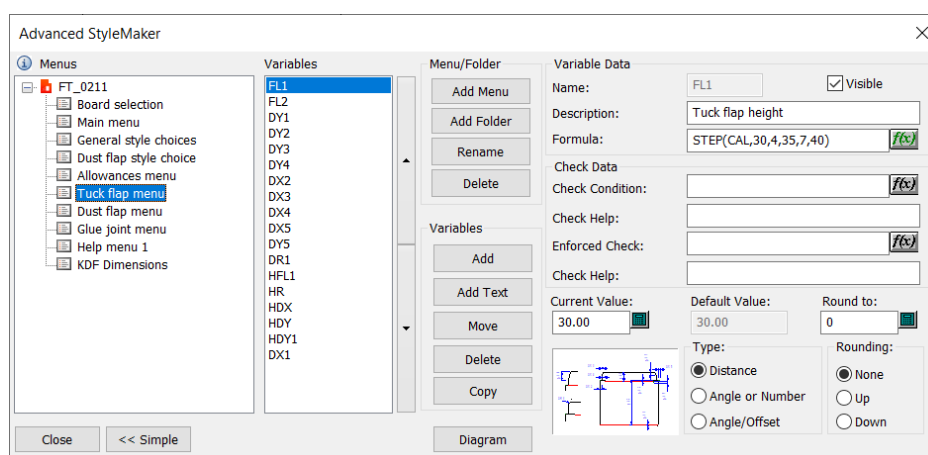 Advanced StyleMaker
Menus
FT_0211
Board selection
Main menu
General style choices
Dust flap style choice
Allowances menu
Tuck flap menu
Dust flap menu
Glue joint menu
Help menu 1
KDF Dimensions
Variables
FL1
FL2
DY1
DY2
DY3
DY4
DX2
DX3
DX4
DX5
DY5
DR1
HFL1
HR
HDX
HDY
HDY1
DX1
Menu/Folder
Add Menu
Add Folder
Rename
Delete
Variables
Add
Add Text
Move
Delete
Copy
Diagram
Variable Data
Name: FL1 Visible
Description: Tuck flap height
Formula: STEP(CAL,30,4,35,7,40) f(x)
Check Data
Check Condition: f(x)
Check Help:
Enforced Check: f(x)
Check Help:
Current Value: Default Value: Round to:
30.00 30.00 0
Type:
Distance
Angle or Number
Angle/Offset
Rounding:
None
Up
Down
Close << Simple